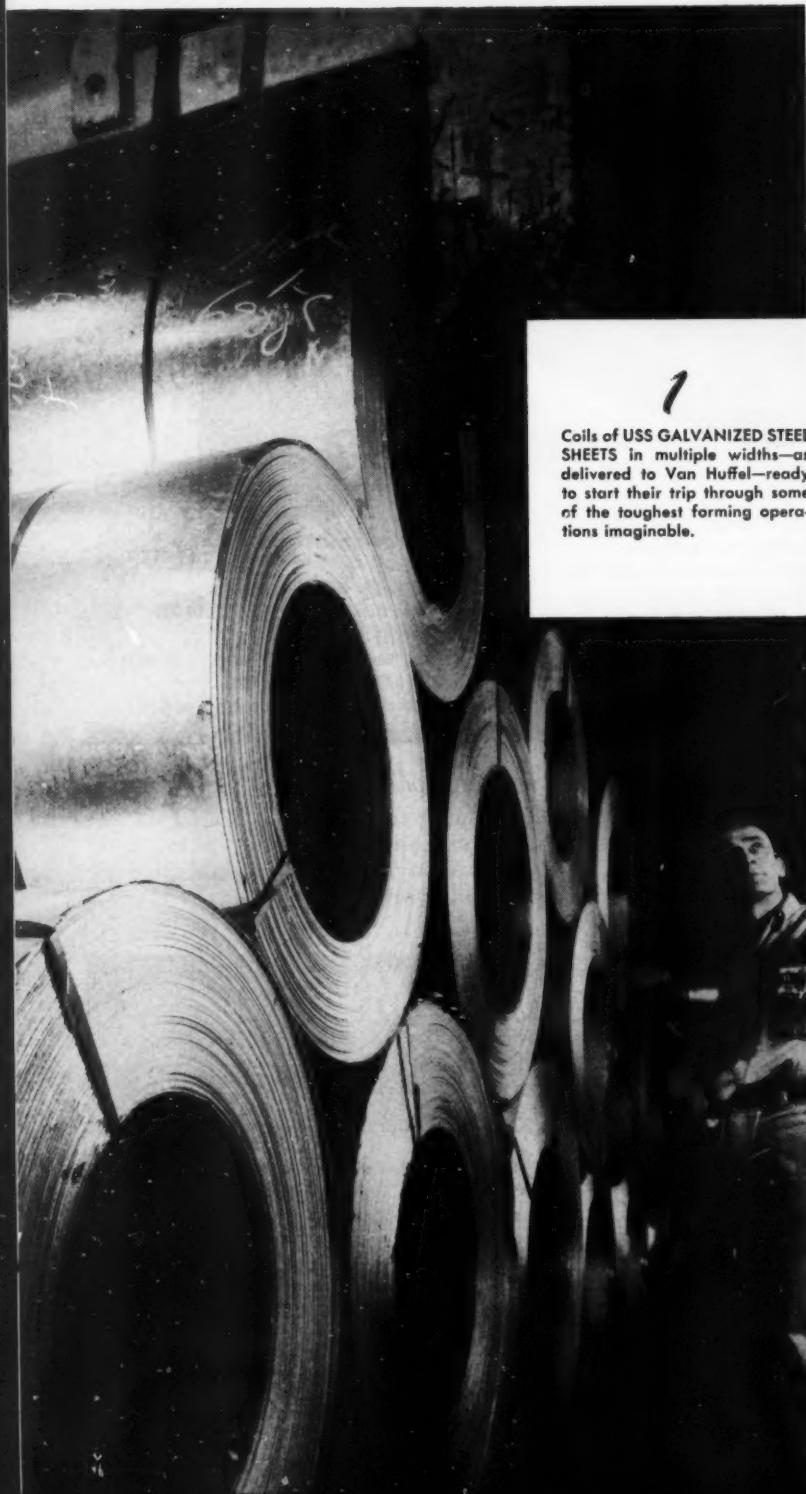 1
Coils of USS GALVANIZED STEEL
SHEETS in multiple widths—as
delivered to Van Huffel—ready
to start their trip through some
of the toughest forming opera-
tions imaginable.